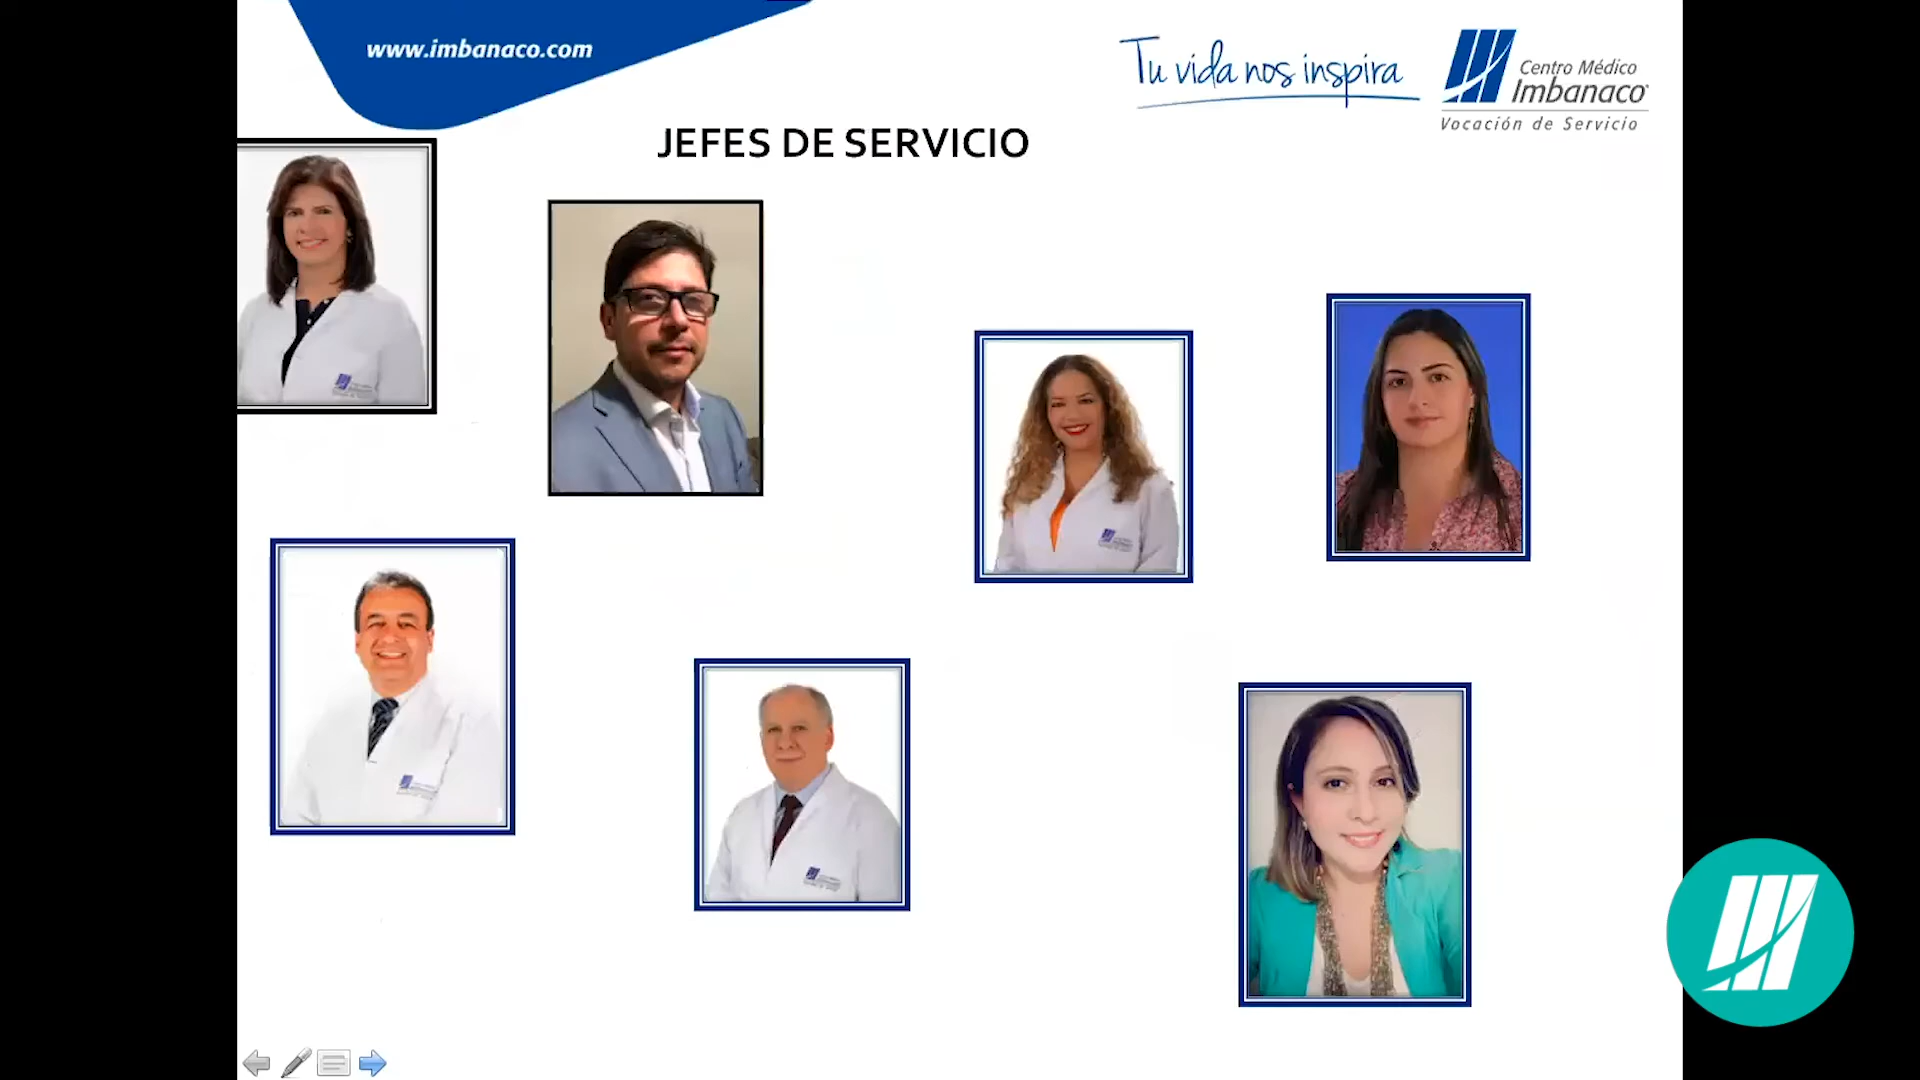 www.imbanaco.com
Tu vida nos inspira
Centro Médico
Imbanaco
Vocación de Servicio
JEFES DE SERVICIO